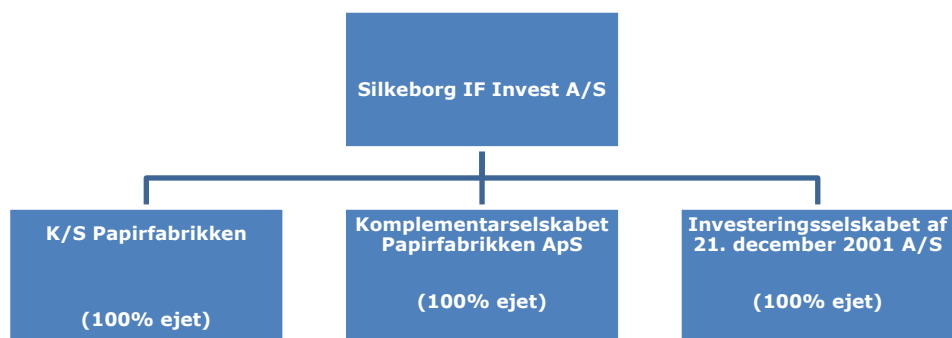 Silkeborg IF Invest A/S
K/S Papirfabrikken
(100% ejet)
Komplementarselskabet
Papirfabrikken ApS
(100% ejet)
Investeringsselskabet af
21. december 2001 A/S
(100% ejet)